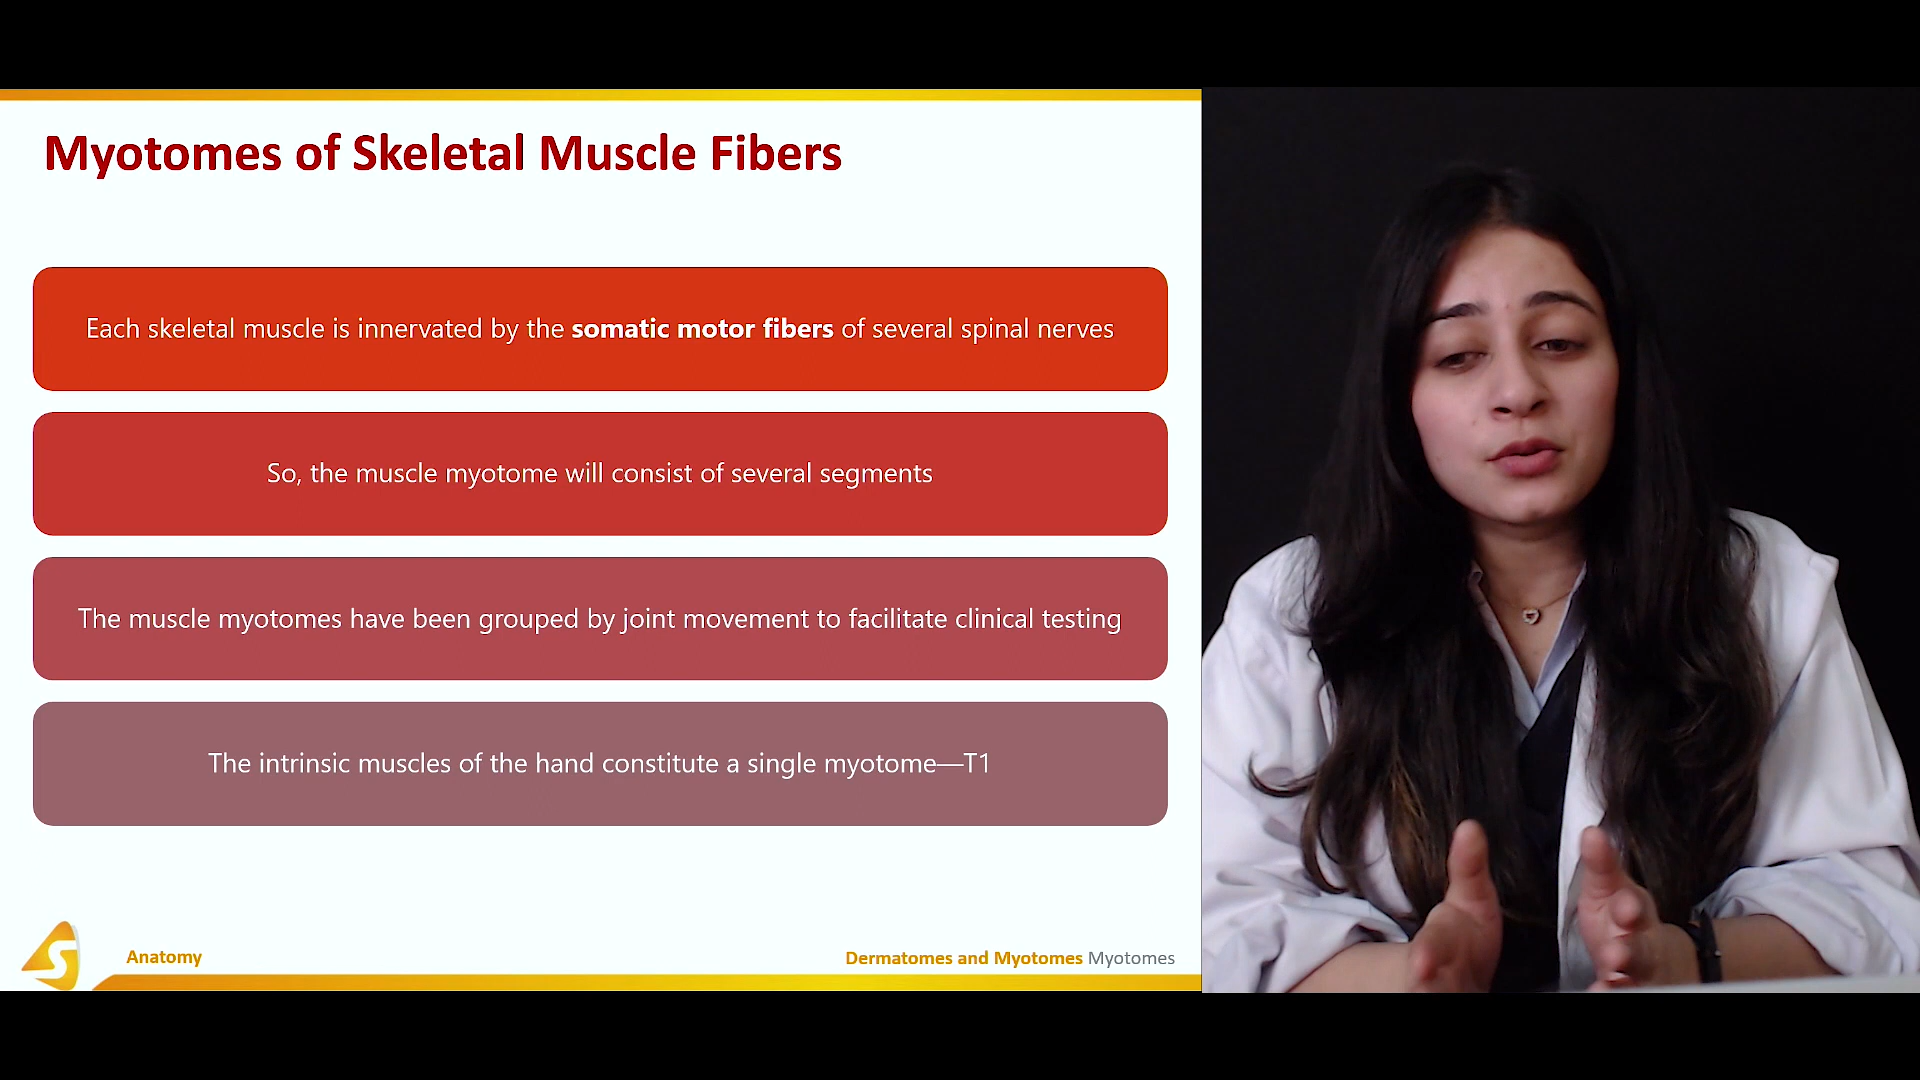 Myotomes of Skeletal Muscle Fibers
Each skeletal muscle is innervated by the somatic motor fibers of several spinal nerves
So, the muscle myotome will consist of several segments
The muscle myotomes have been grouped by joint movement to facilitate clinical testing
The intrinsic muscles of the hand constitute a single myotome—T1
S
Anatomy
Dermatomes and Myotomes Myotomes